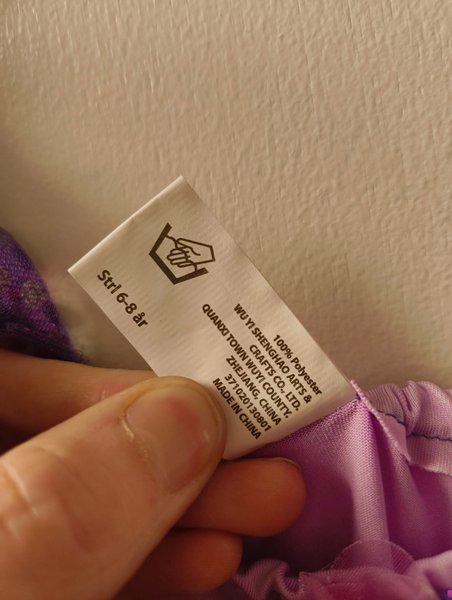 Strl 6-8 år
100% Polyester
WU YI SHENGHAO ARTS &
CRAFTS CO., LTD.
QUANXI TOWN WUYI COUNTY,
ZHEJIANG, CHINA
371020130801
MADE IN CHINA